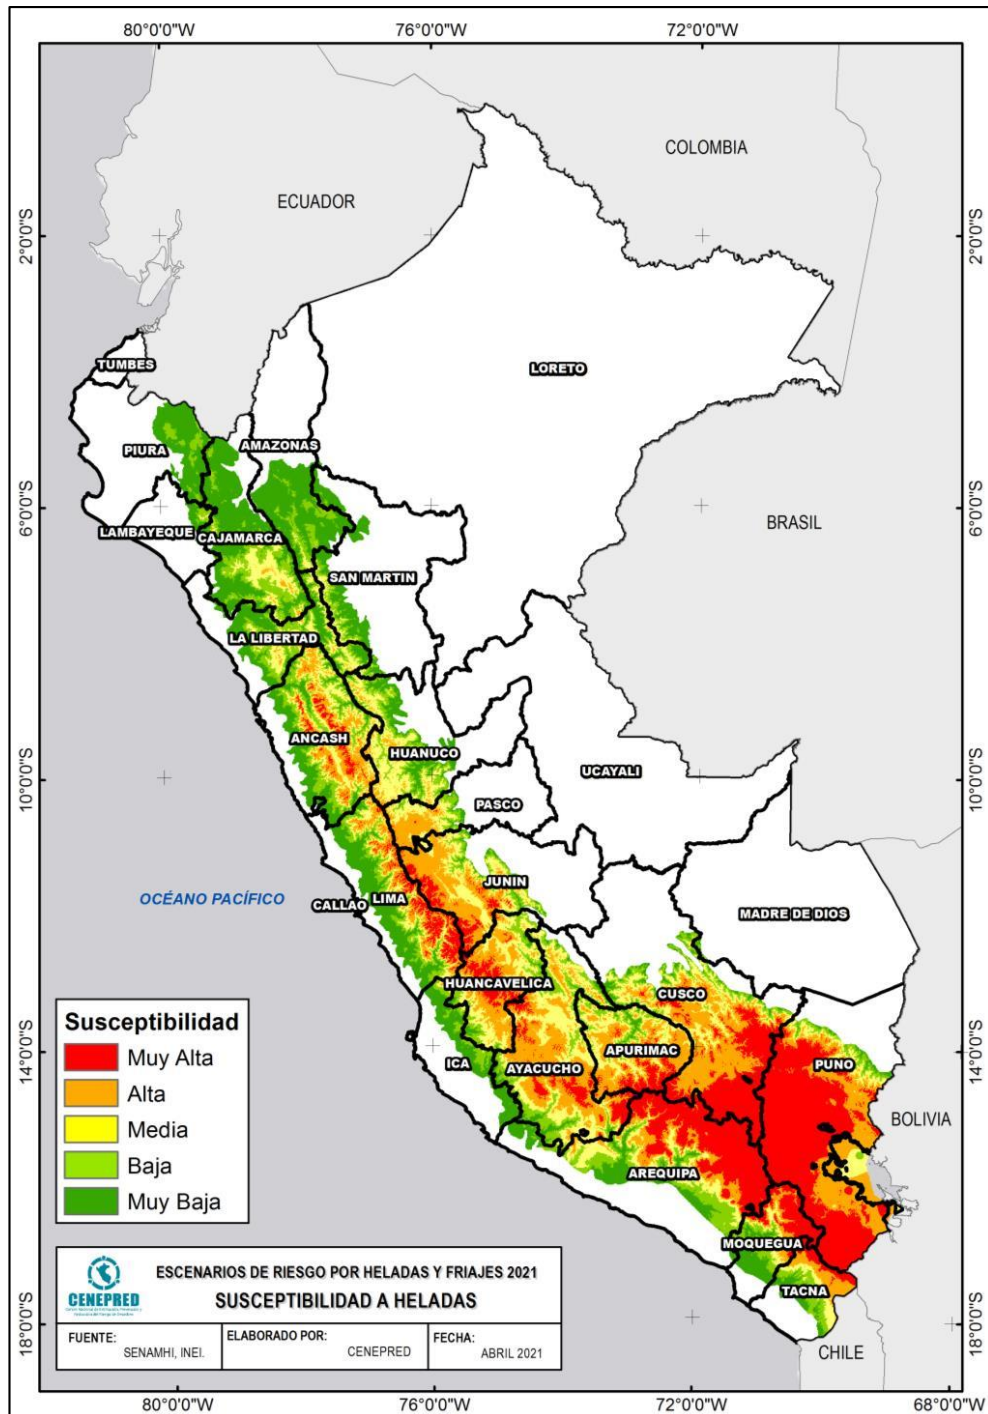 80°0'0"W 76°0'0"W 72°0'0"W
COLOMBIA
ECUADOR
2°0'0"S 2°0'0"S
TUMBES
LORETO
AMAZONAS
PIURA
6°0'0"S 6°0'0"S
BRASIL
LAMBAYEQUE
CAJAMARCA
SAN MARTIN
LA LIBERTAD
ANCASH
HUANUCO
10°0'0"S 10°0'0"S
UCAYALI
PASCO
JUNIN
OCÉANO PACÍFICO
CALLAO
LIMA
MADRE DE DIOS
HUANCAVELICA
CUSCO
14°0'0"S 14°0'0"S
ICA
AYACUCHO
APURIMAC
PUNO
BOLIVIA
AREQUIPA
MOQUEGUA
TACNA
18°0'0"S 18°0'0"S
CHILE
Susceptibilidad
Muy Alta
Alta
Media
Baja
Muy Baja
CENEPRED
ESCENARIOS DE RIESGO POR HELADAS Y FRIAJES 2021
SUSCEPTIBILIDAD A HELADAS
FUENTE:
SENAMHI, INEI.
ELABORADO POR:
CENEPRED
FECHA:
ABRIL 2021
80°0'0"W 76°0'0"W 72°0'0"W 68°0'0"W